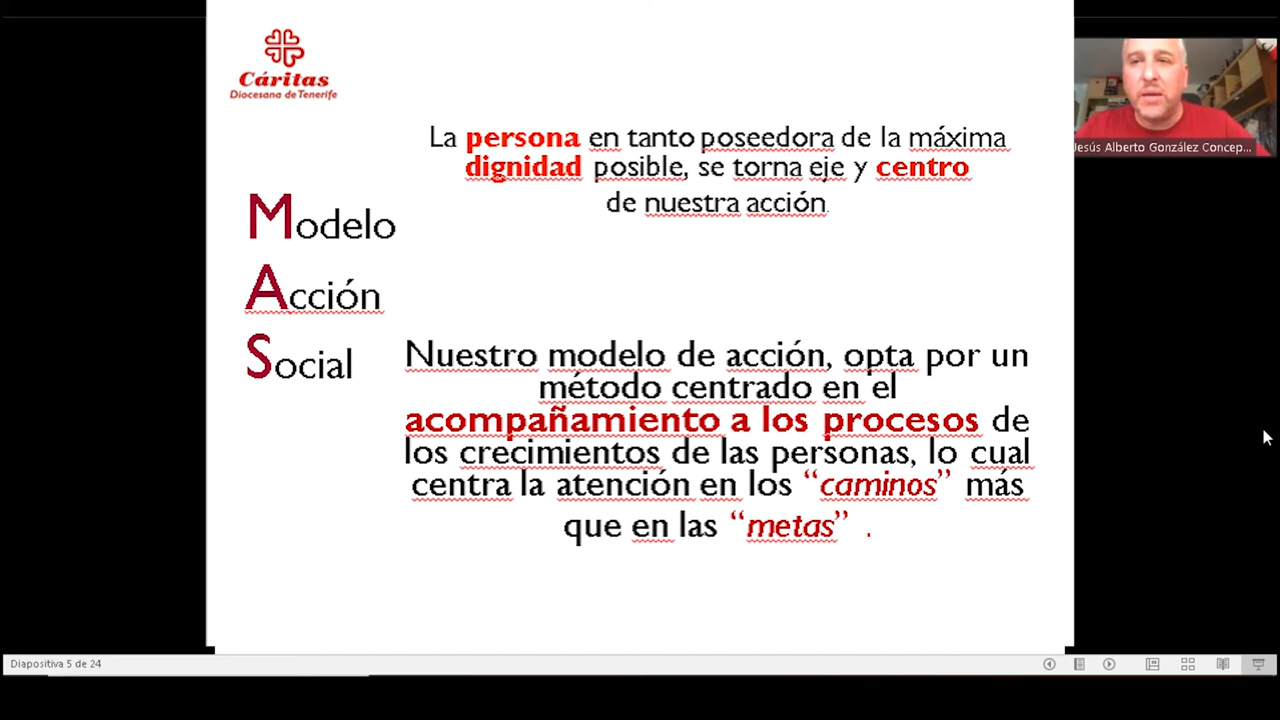 Cáritas
Diocesana de Tenerife
La persona en tanto poseedora de la máxima
dignidad posible, se torna eje y centro
de nuestra acción.
Modelo
Acción
Social
Nuestro modelo de acción, opta por un
método centrado en el
acompañamiento a los procesos de
los crecimientos de las personas, lo cual
centra la atención en los “caminos” más
que en las “metas” .
Jesús Alberto González Concep...
Diapositiva 5 de 24